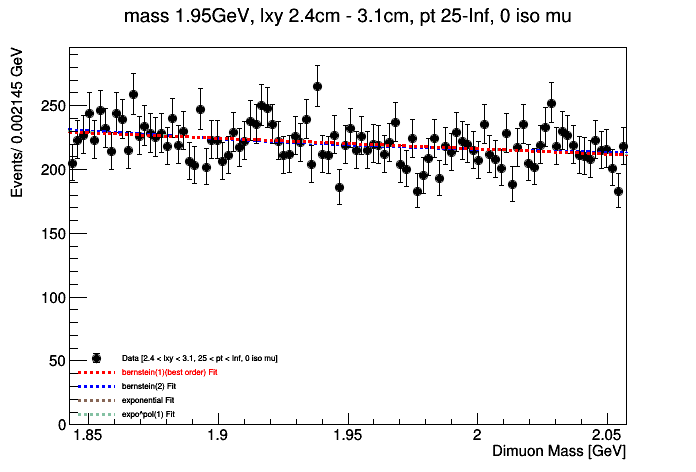 mass 1.95GeV, lxy 2.4cm - 3.1cm, pt 25-Inf, 0 iso mu
Events/ 0.002145 GeV
250
200
150
100
50
0
Data [2.4 < lxy < 3.1, 25 < pt < Inf, 0 iso mu]
bernstein(1)(best order) Fit
bernstein(2) Fit
exponential Fit
expo*pol(1) Fit
1.85 1.9 1.95 2 2.05
Dimuon Mass [GeV]